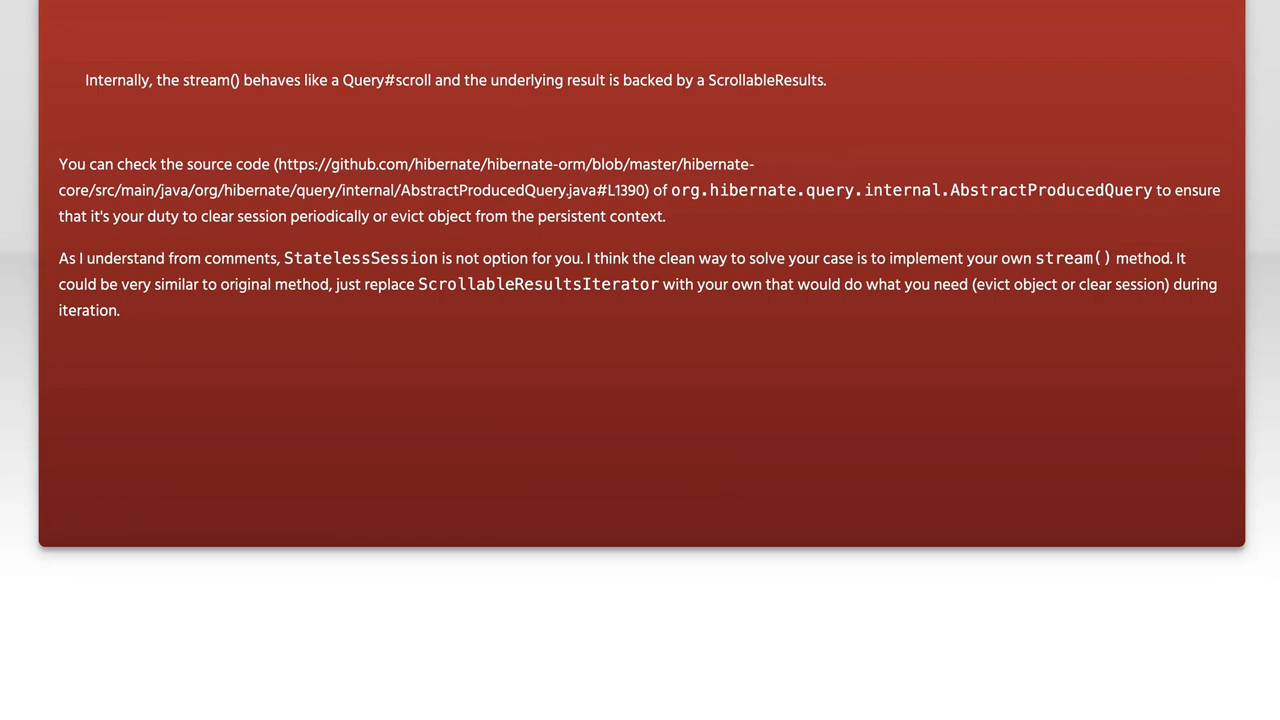 Internally, the stream() behaves like a Query#scroll and the underlying result is backed by a ScrollableResults.
You can check the source code (https://github.com/hibernate/hibernate-orm/blob/master/hibernate-
core/src/main/java/org/hibernate/query/internal/AbstractProducedQuery.java#L1390) of org.hibernate.query.internal.AbstractProducedQuery to ensure
that it's your duty to clear session periodically or evict object from the persistent context.
As I understand from comments, StatelessSession is not option for you. I think the clean way to solve your case is to implement your own stream() method. It
could be very similar to original method, just replace ScrollableResultsIterator with your own that would do what you need (evict object or clear session) during
iteration.